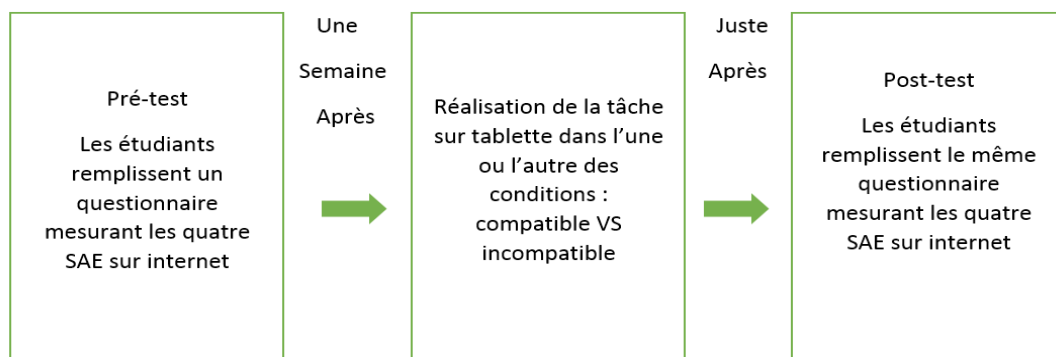 Pré-test
Les étudiants
remplissent un
questionnaire
mesurant les quatre
SAE sur internet
Une
Semaine
Après
Réalisation de la tâche
sur tablette dans l’une
ou l’autre des
conditions :
compatible VS
incompatible
Juste
Après
Post-test
Les étudiants
remplissent le même
questionnaire
mesurant les quatre
SAE sur internet